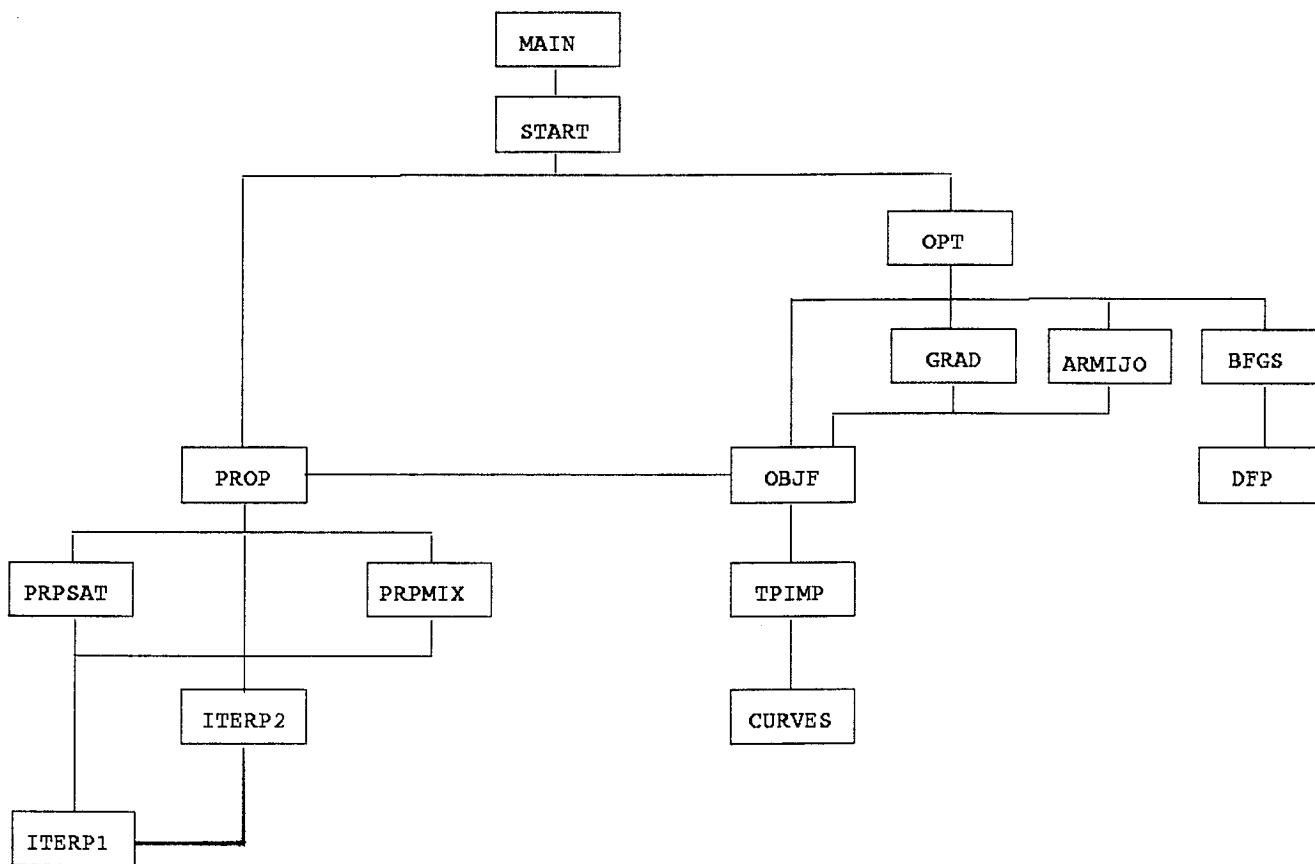 MAIN
START
OPT
GRAD
ARMIJO
BFGS
PROP
OBJF
DFP
PRPSAT
PRPMIX
TPIMP
ITERP2
CURVES
ITERP1